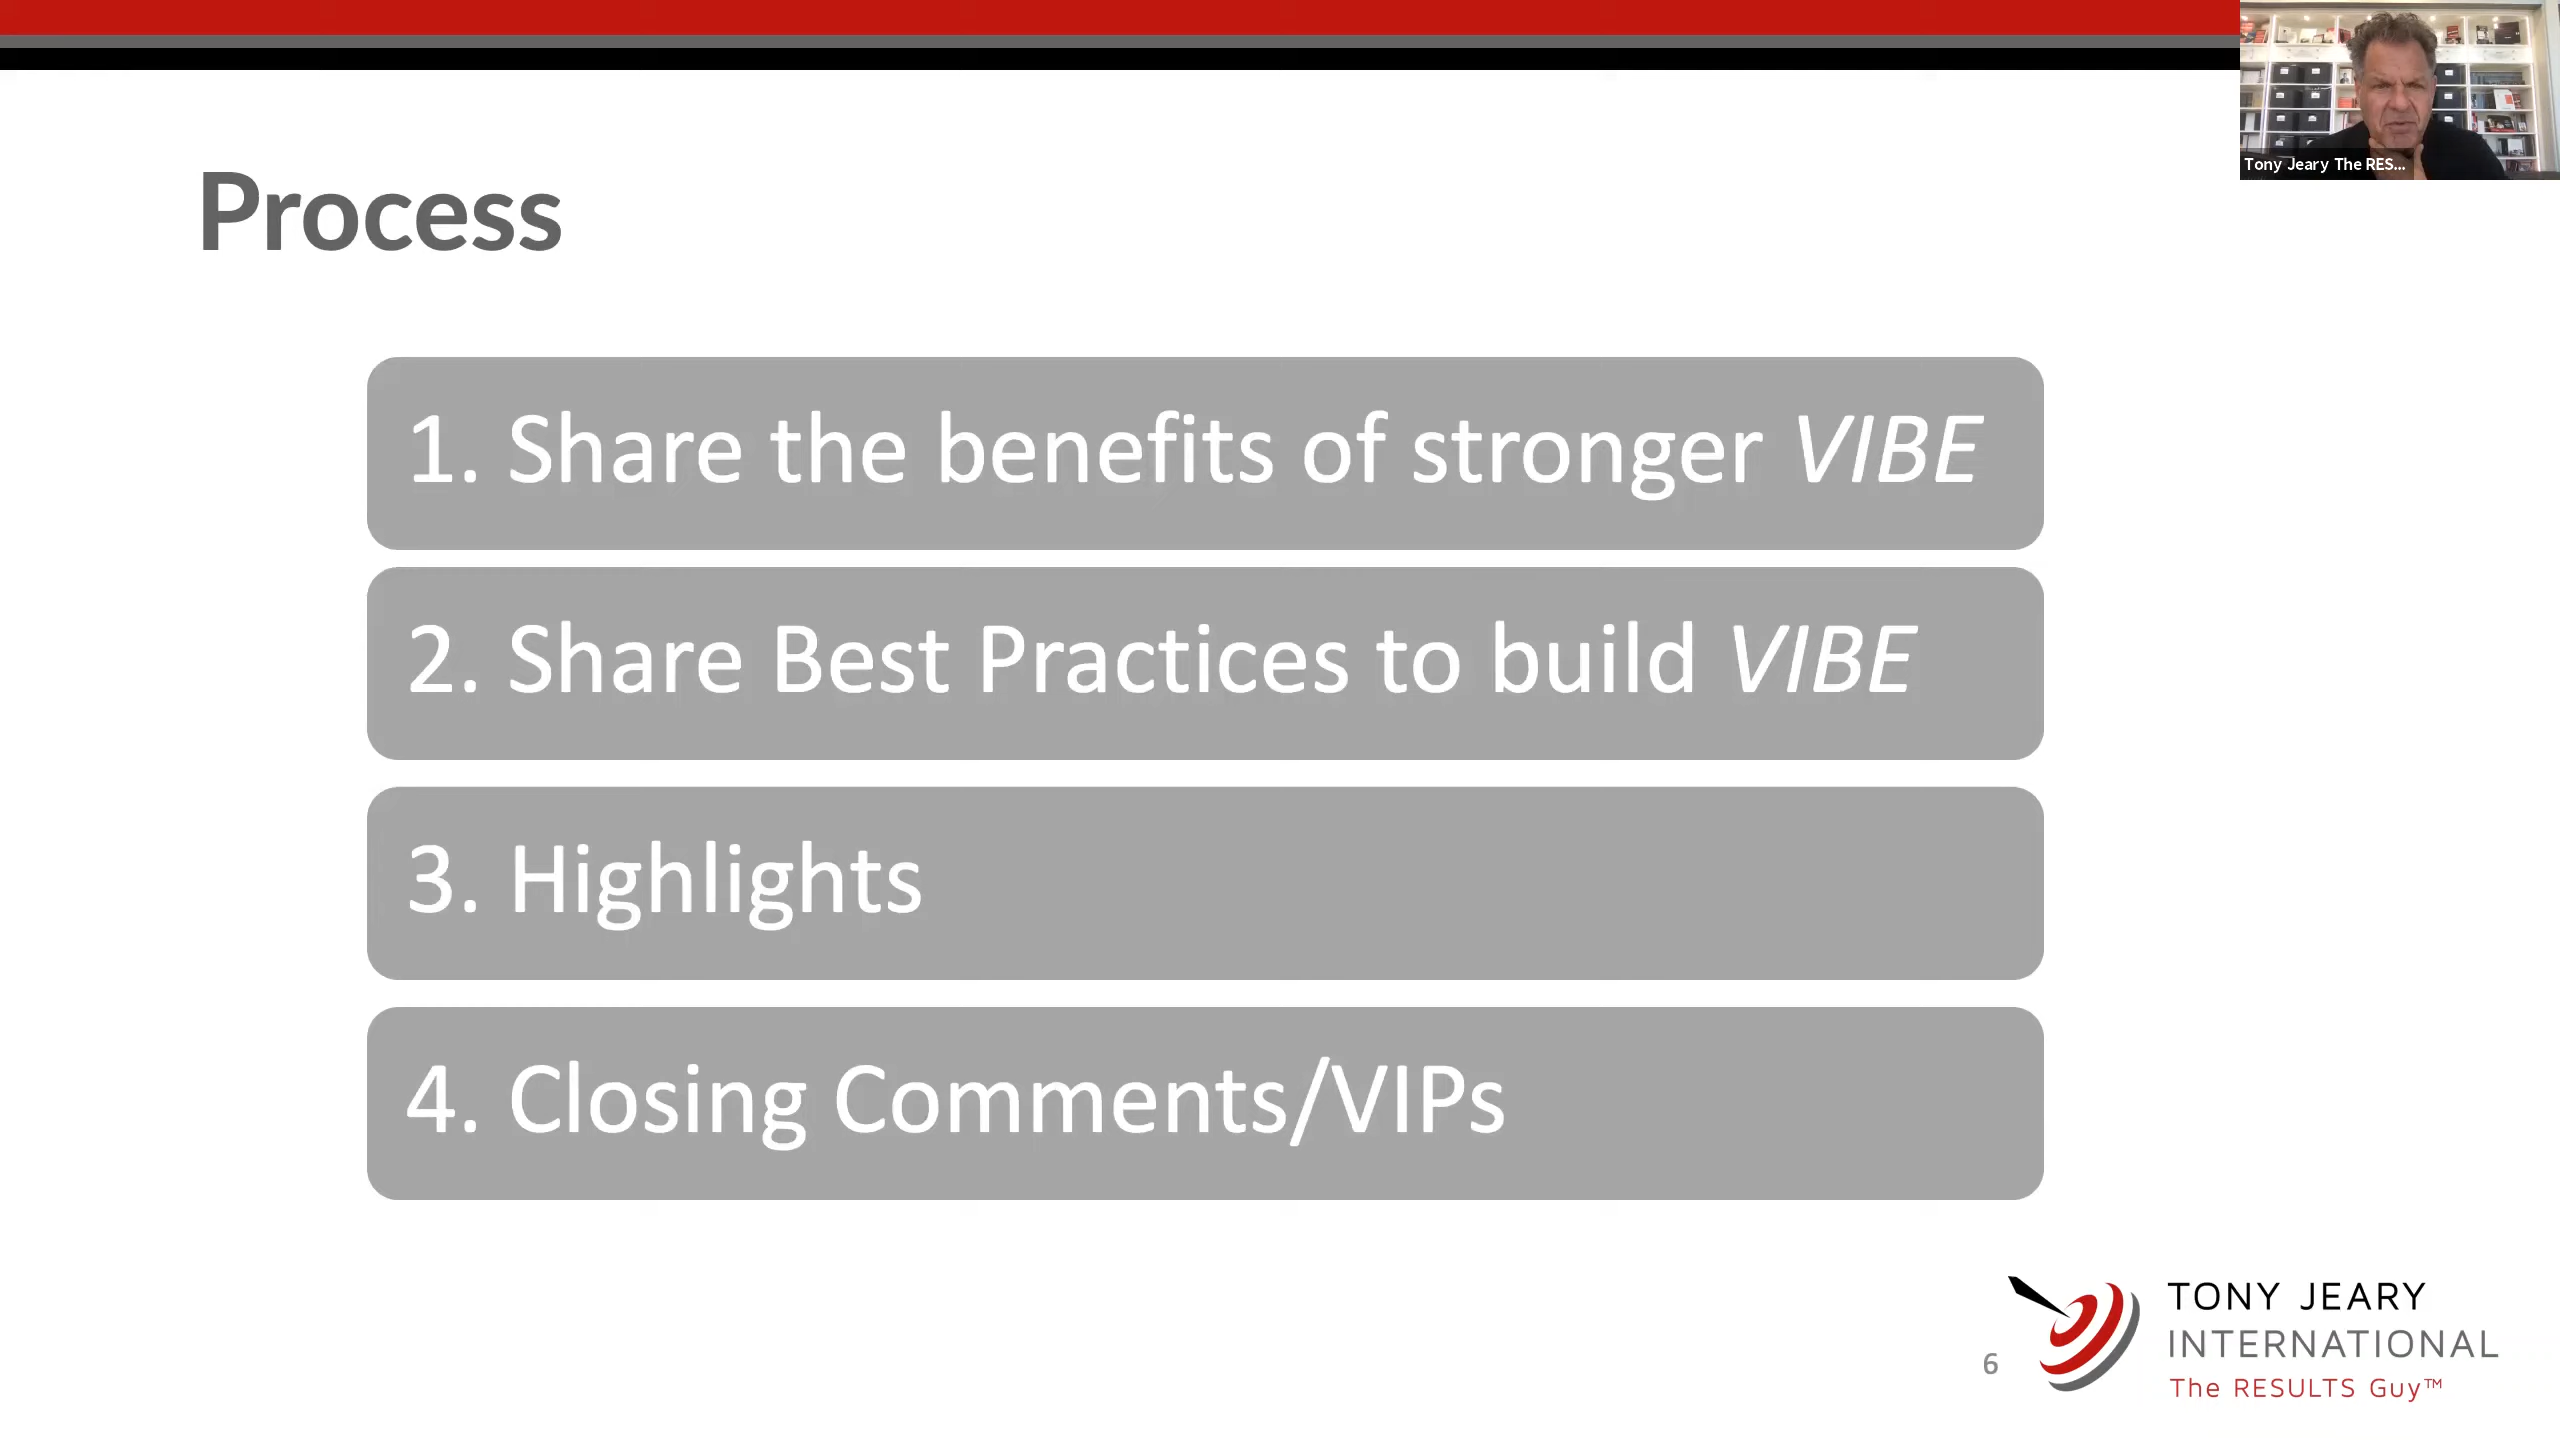 Tony Jeary The RES...
Process
1. Share the benefits of stronger VIBE
2. Share Best Practices to build VIBE
3. Highlights
4. Closing Comments/VIPs
6
TONY JEARY
INTERNATIONAL
The RESULTS Guy™